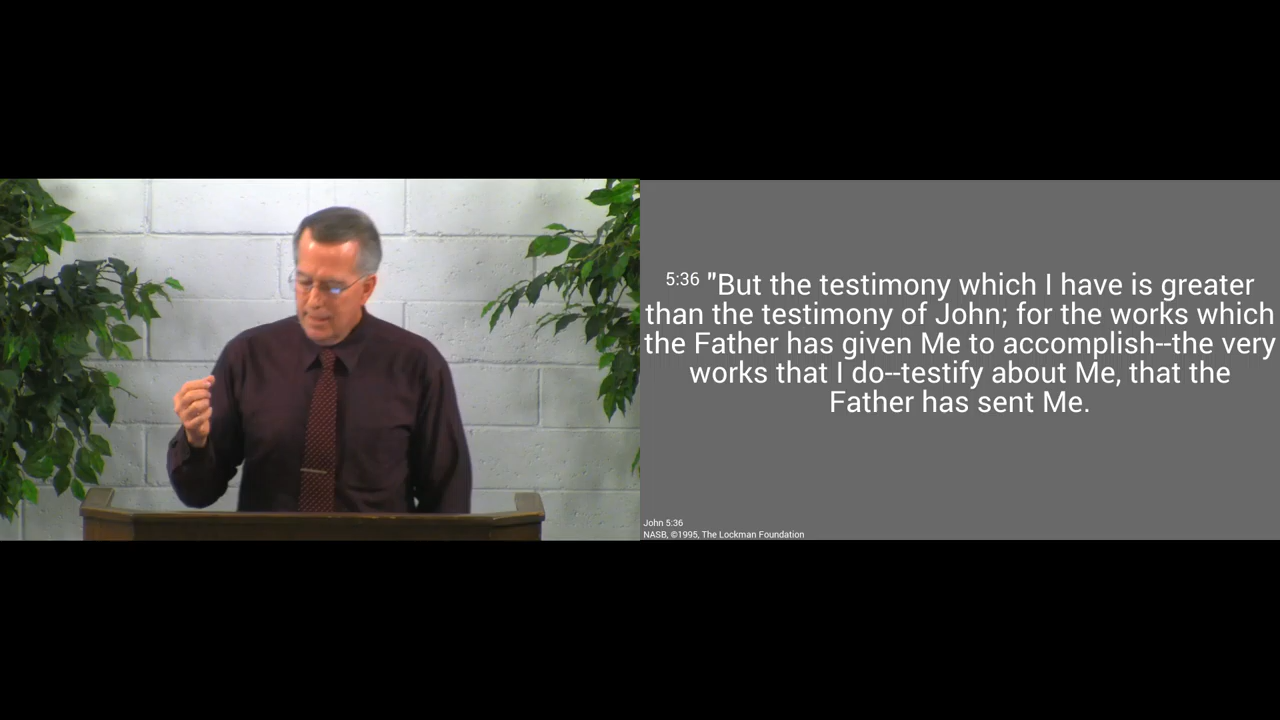 5:36 "But the testimony which I have is greater
than the testimony of John; for the works which
the Father has given Me to accomplish--the very
works that I do--testify about Me, that the
Father has sent Me.
John 5:36
NASB, ©1995, The Lockman Foundation